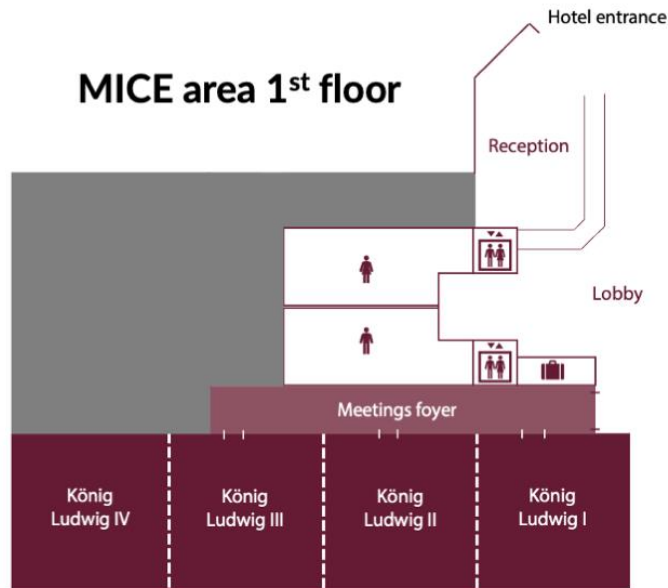 Hotel entrance
MICE area 1st floor
Reception
Lobby
Meetings foyer
König
Ludwig IV
König
Ludwig III
König
Ludwig II
König
Ludwig I